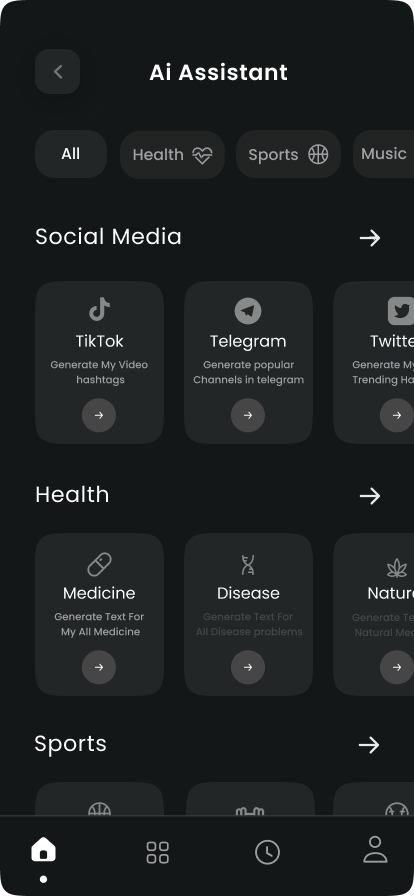 Ai Assistant
All
Health
Sports
Music
Social Media
TikTok
Generate My Video
hashtags
Telegram
Generate popular
Channels in telegram
Twitte
Generate My
Trending Ha
Health
Medicine
Generate Text For
My All Medicine
Disease
Generate Text For
All Disease problems
Natur
Generate Te
Natural Med
Sports